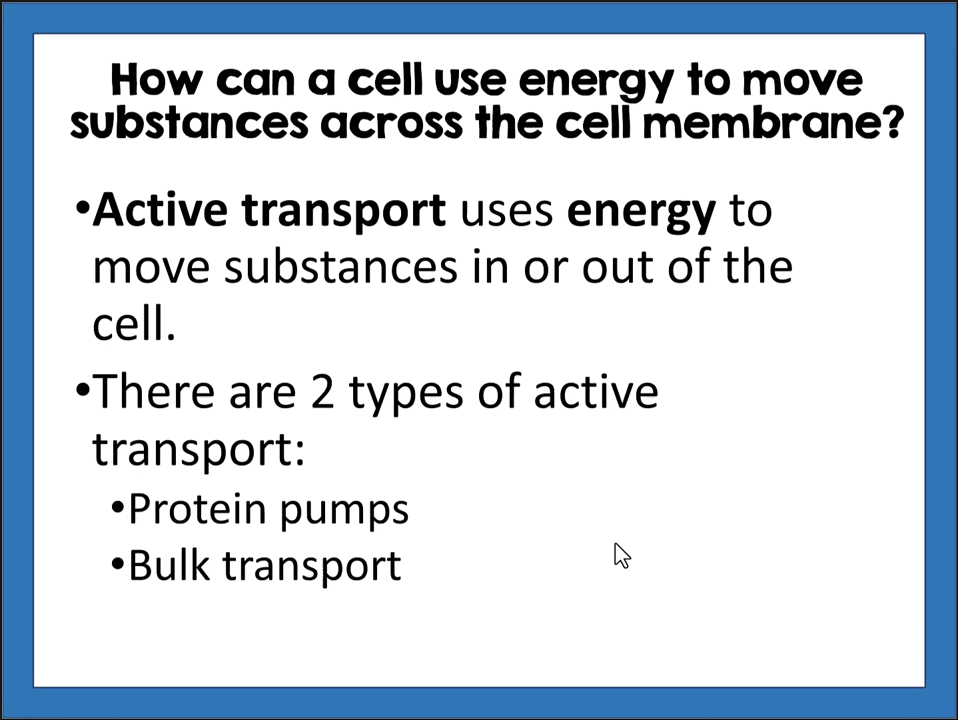 How can a cell use energy to move
substances across the cell membrane?
•Active transport uses energy to
move substances in or out of the
cell.
•There are 2 types of active
transport:
•Protein pumps
•Bulk transport